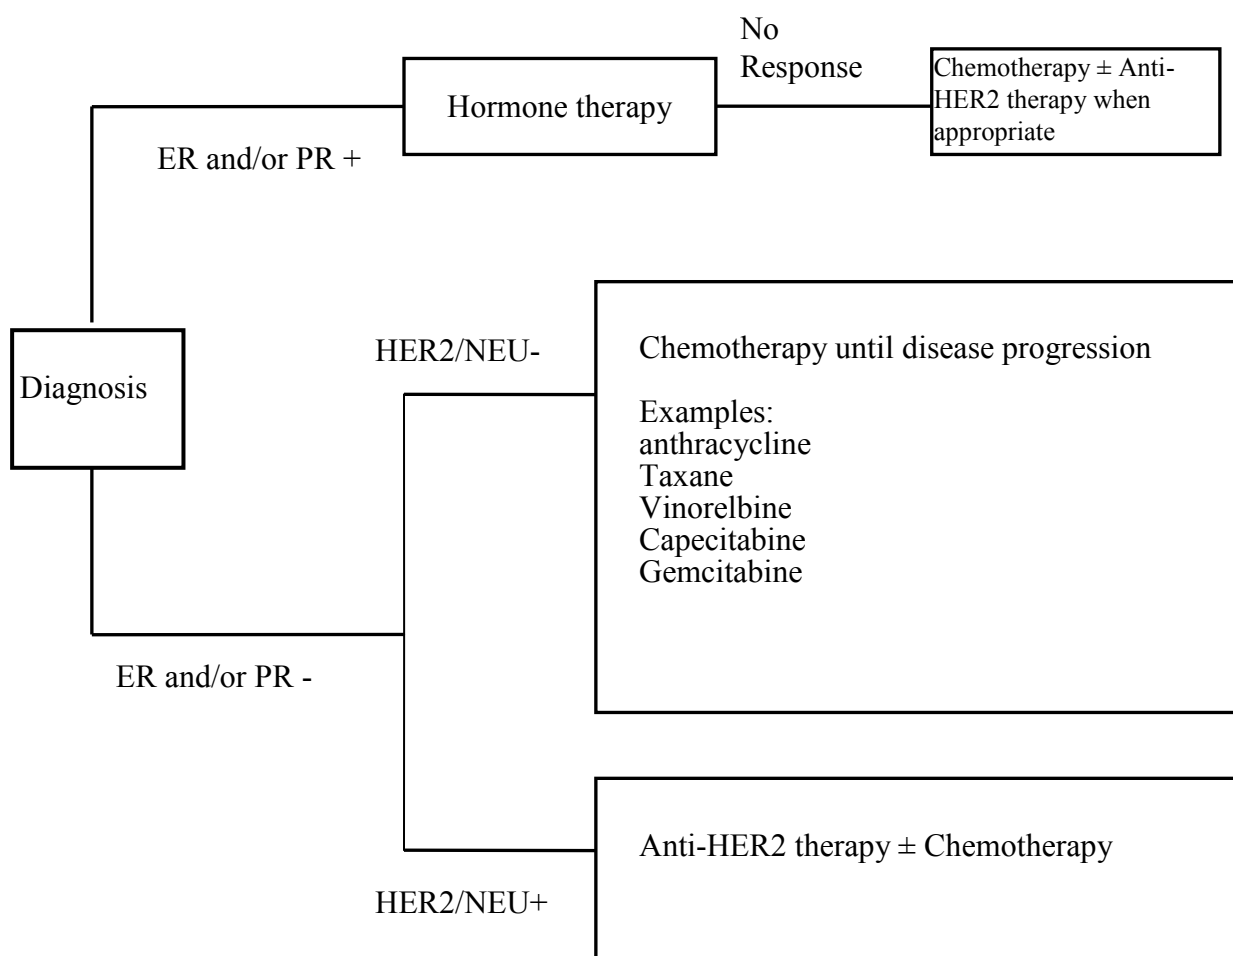 No
Response
Hormone therapy
Chemotherapy ± Anti-
HER2 therapy when
appropriate
ER and/or PR +
Diagnosis
HER2/NEU-
Chemotherapy until disease progression
Examples:
anthracycline
Taxane
Vinorelbine
Capecitabine
Gemcitabine
ER and/or PR -
Anti-HER2 therapy ± Chemotherapy
HER2/NEU+